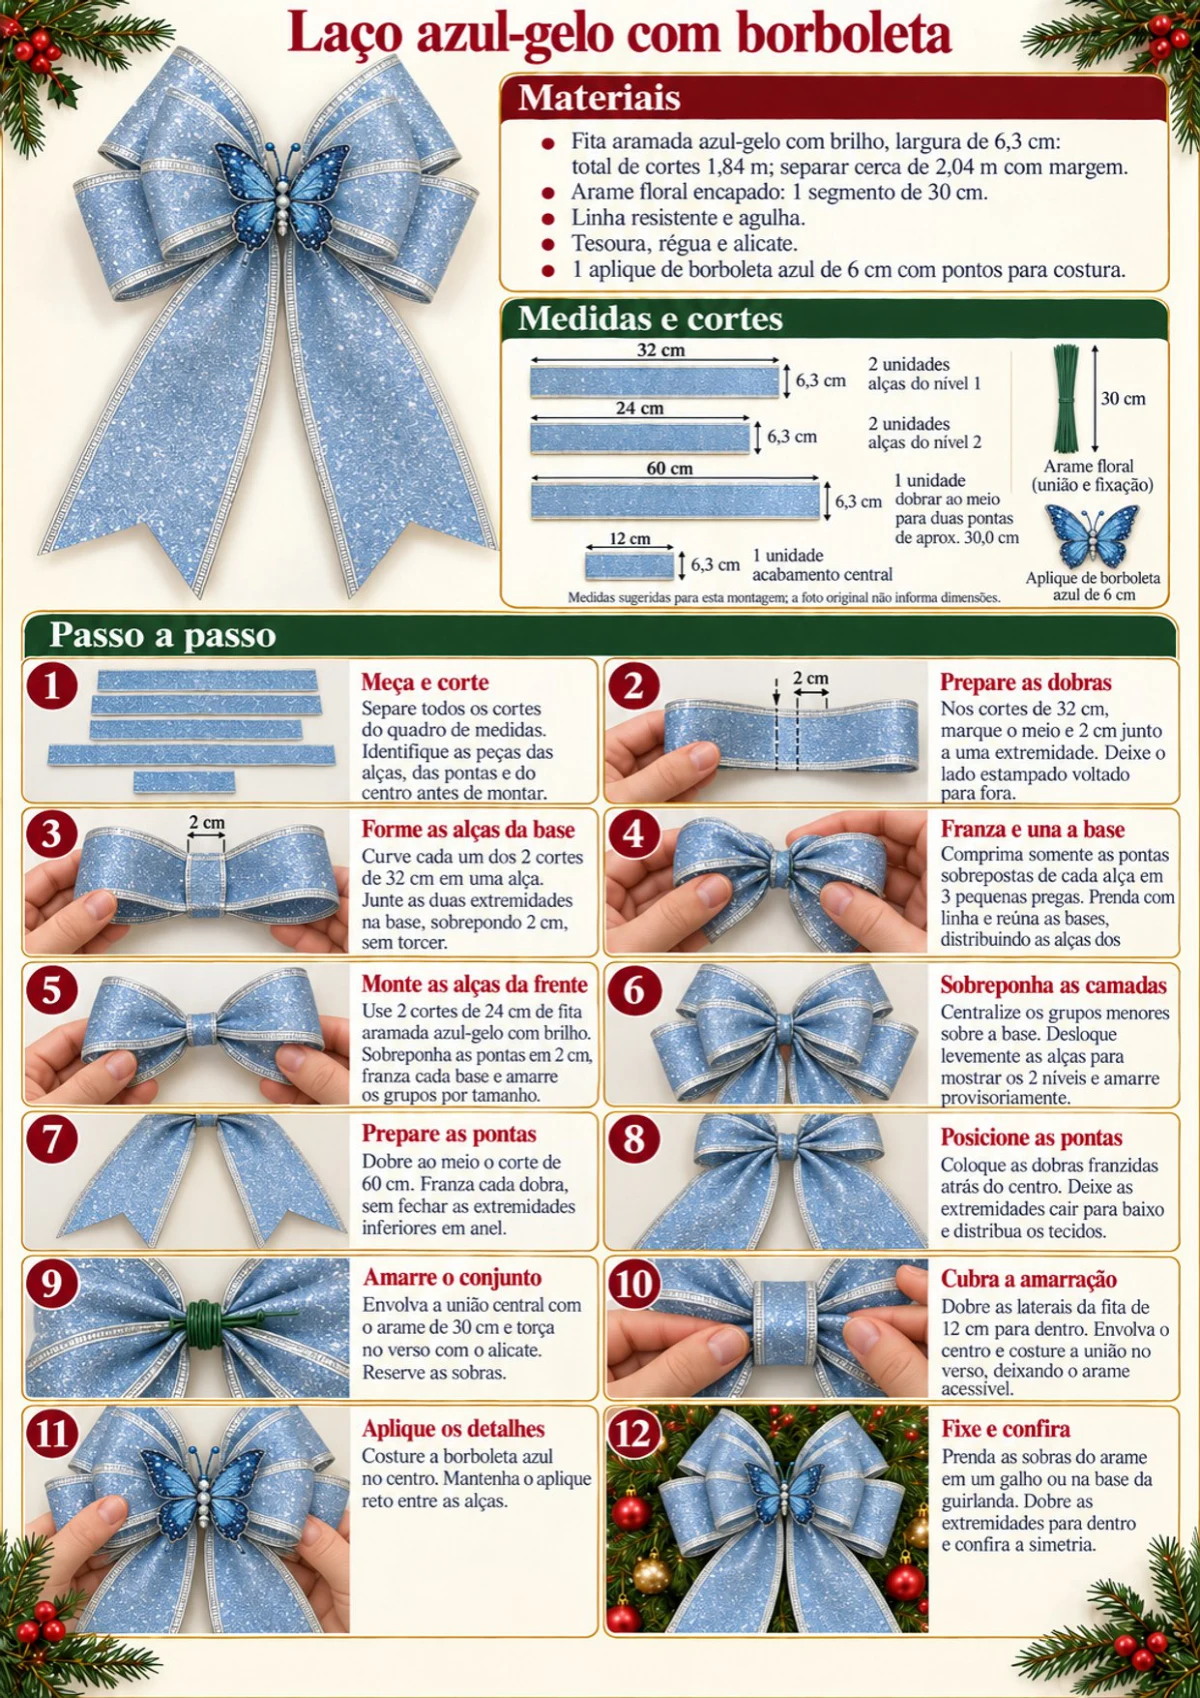 Laço azul-gelo com borboleta
Materiais
● Fita aramada azul-gelo com brilho, largura de 6,3 cm:
total de cortes 1,84 m; separar cerca de 2,04 m com margem.
● Arame floral encapado: 1 segmento de 30 cm.
● Linha resistente e agulha.
● Tesoura, régua e alicate.
● 1 aplique de borboleta azul de 6 cm com pontos para costura.
Medidas e cortes
32 cm
6,3 cm
2 unidades
alças do nível 1
24 cm
6,3 cm
2 unidades
alças do nível 2
60 cm
6,3 cm
1 unidade
dobrar ao meio
para duas pontas
de aprox. 30,0 cm
12 cm
6,3 cm
1 unidade
acabamento central
30 cm
Arame floral
(união e fixação)
Aplique de borboleta
azul de 6 cm
Medidas sugeridas para esta montagem; a foto original não informa dimensões.
Passo a passo
1
Meça e corte
Separe todos os cortes
do quadro de medidas.
Identifique as peças das
alças, das pontas e do
centro antes de montar.
2
2 cm
Prepare as dobras
Nos cortes de 32 cm,
marque o meio e 2 cm junto
a uma extremidade. Deixe o
lado estampado voltado
para fora.
3
2 cm
Forme as alças da base
Curve cada um dos 2 cortes
de 32 cm em uma alça.
Junte as duas extremidades
na base, sobrepondo 2 cm,
sem torcer.
4
Franza e una a base
Comprima somente as pontas
sobrepostas de cada alça em
3 pequenas pregas. Prenda com
linha e reúna as bases,
distribuindo as alças dos
5
Monte as alças da frente
Use 2 cortes de 24 cm de fita
aramada azul-gelo com brilho.
Sobreponha as pontas em 2 cm,
franza cada base e amarre
os grupos por tamanho.
6
Sobreponha as camadas
Centralize os grupos menores
sobre a base. Desloque
levemente as alças para
mostrar os 2 níveis e amarre
provisoriamente.
7
Prepare as pontas
Dobre ao meio o corte de
60 cm. Franza cada dobra,
sem fechar as extremidades
inferiores em anel.
8
Posicione as pontas
Coloque as dobras franzidas
atrás do centro. Deixe as
extremidades cair para baixo
e distribua os tecidos.
9
Amarre o conjunto
Envolva a união central com
o arame de 30 cm e torça
no verso com o alicate.
Reserve as sobras.
10
Cubra a amarração
Dobre as laterais da fita de
12 cm para dentro. Envolva o
centro e costure a união no
verso, deixando o arame
acessível.
11
Aplique os detalhes
Costure a borboleta azul
no centro. Mantenha o aplique
reto entre as alças.
12
Fixe e confira
Prenda as sobras do arame
em um galho ou na base da
guirlanda. Dobre as
extremidades para dentro
e confira a simetria.